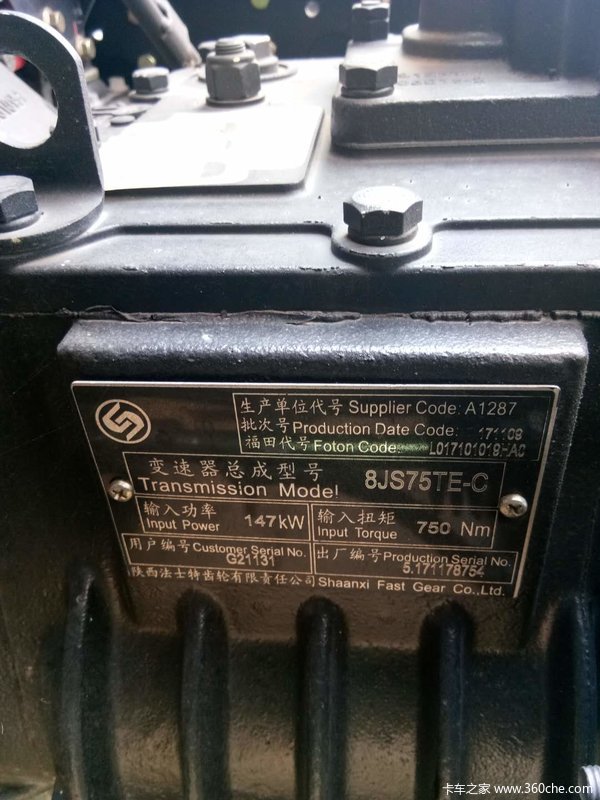 生产单位代号 Supplier Code: A1287
批次号 Production Date Code: 171109
福田代号 Foton Code L017101019HA0
变速器总成型号 8JS75TE-C
Transmission Model
输入功率 147kW 输入扭矩 750 Nm
Input Power Input Torque
用户编号 Customer Serial No. 出厂编号 Production Serial No.
G21131 5.171178754
陕西法士特齿轮有限责任公司 Shaanxi Fast Gear Co.,Ltd.
卡车之家 www.360che.com